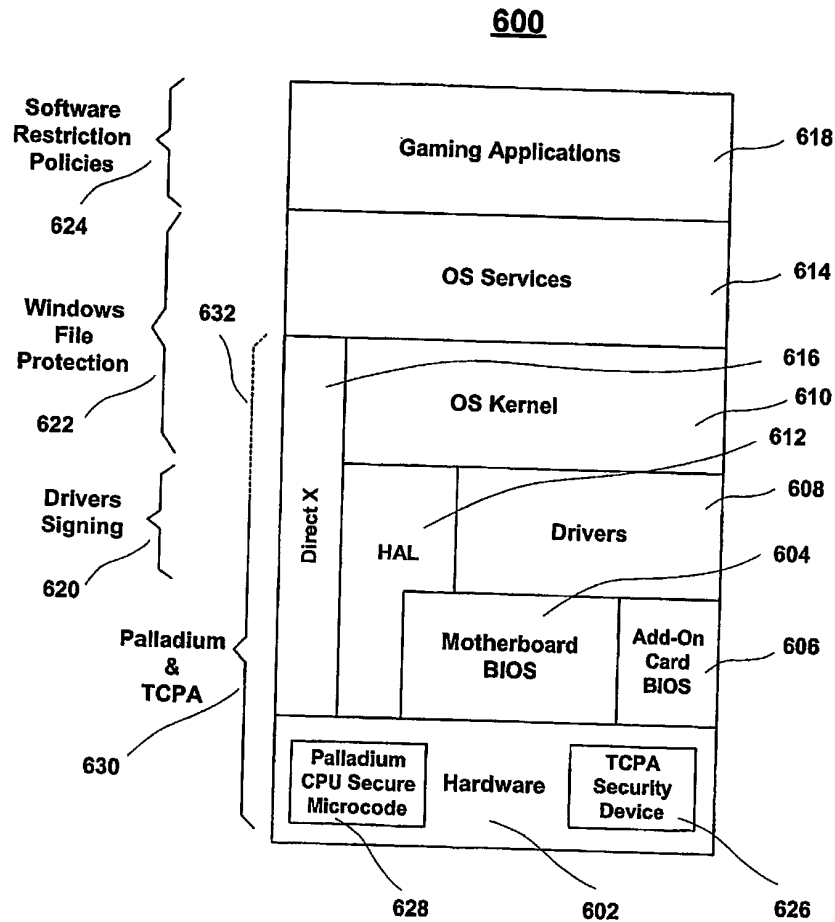 600
Software
Restriction
Policies
624
Gaming Applications
618
OS Services
614
Windows
File
Protection
622
632
616
OS Kernel
610
612
Drivers
Signing
620
Direct X
HAL
Drivers
608
604
Motherboard
BIOS
Add-On
Card
BIOS
606
Palladium
&
TCPA
630
Palladium
CPU Secure
Microcode
Hardware
TCPA
Security
Device
628
602
626